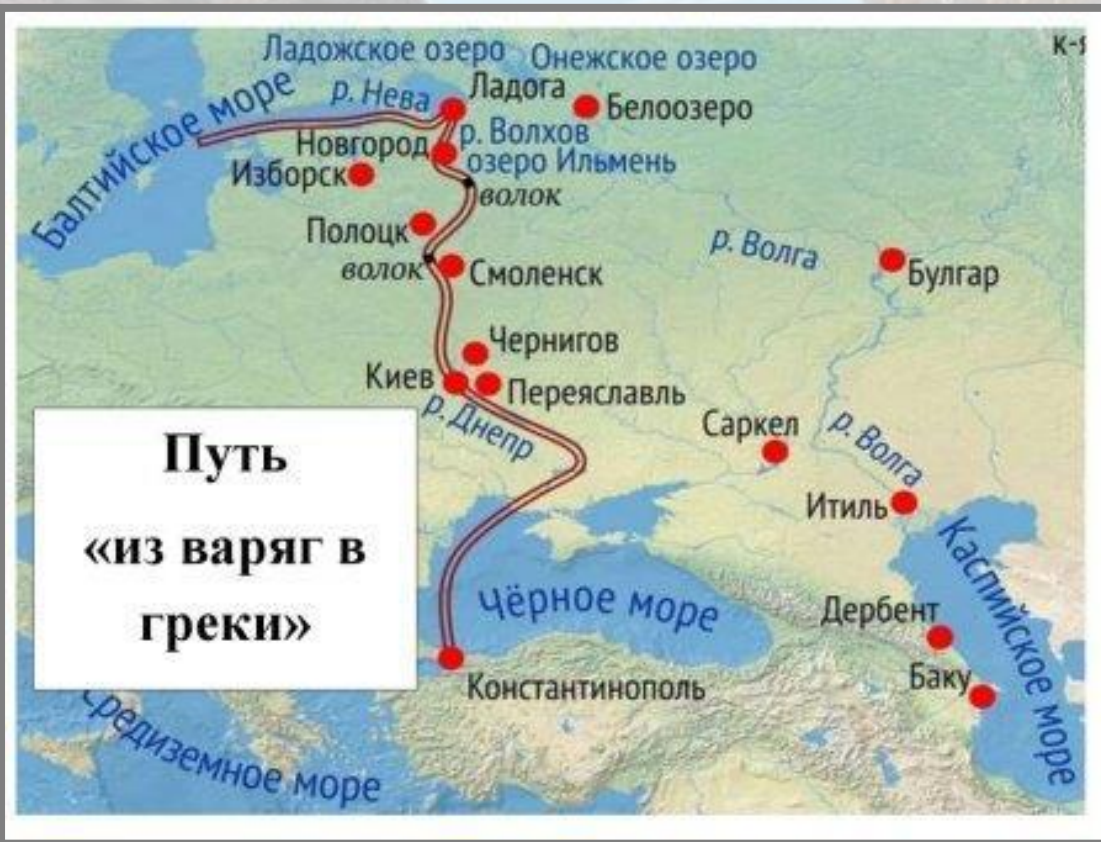 Ладожское озеро
Онежское озеро
Балтийское море
р. Нева
Ладога
Белоозеро
Новгород
р. Волхов
озеро Ильмень
Изборск
волок
Полоцк
волок
Смоленск
р. Волга
Булгар
Чернигов
Киев
Переяславль
р. Днепр
Саркел
р. Волга
Итиль
Путь
«из варяг в
греки»
Чёрное море
Каспийское море
Дербент
Баку
Константинополь
Средиземное море